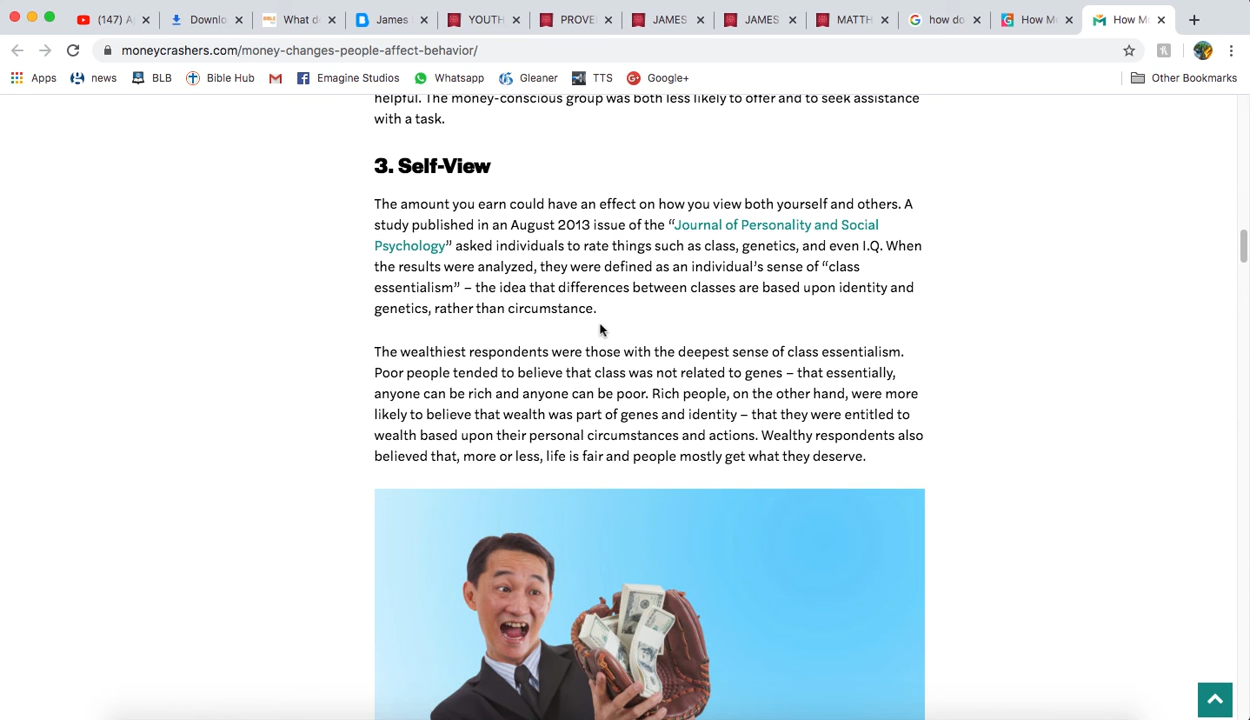 (147) A
Downlo
What d
James
YOUTH
PROVE
JAMES
JAMES
MATTH
how do
How M
How M
moneycrashers.com/money-changes-people-affect-behavior/
Apps
news
BLB
Bible Hub
Emagine Studios
Whatsapp
Gleaner
TTS
Google+
Other Bookmarks
helpful. The money-conscious group was both less likely to offer and to seek assistance
with a task.
3. Self-View
The amount you earn could have an effect on how you view both yourself and others. A
study published in an August 2013 issue of the “Journal of Personality and Social
Psychology” asked individuals to rate things such as class, genetics, and even I.Q. When
the results were analyzed, they were defined as an individual’s sense of “class
essentialism” – the idea that differences between classes are based upon identity and
genetics, rather than circumstance.
The wealthiest respondents were those with the deepest sense of class essentialism.
Poor people tended to believe that class was not related to genes – that essentially,
anyone can be rich and anyone can be poor. Rich people, on the other hand, were more
likely to believe that wealth was part of genes and identity – that they were entitled to
wealth based upon their personal circumstances and actions. Wealthy respondents also
believed that, more or less, life is fair and people mostly get what they deserve.